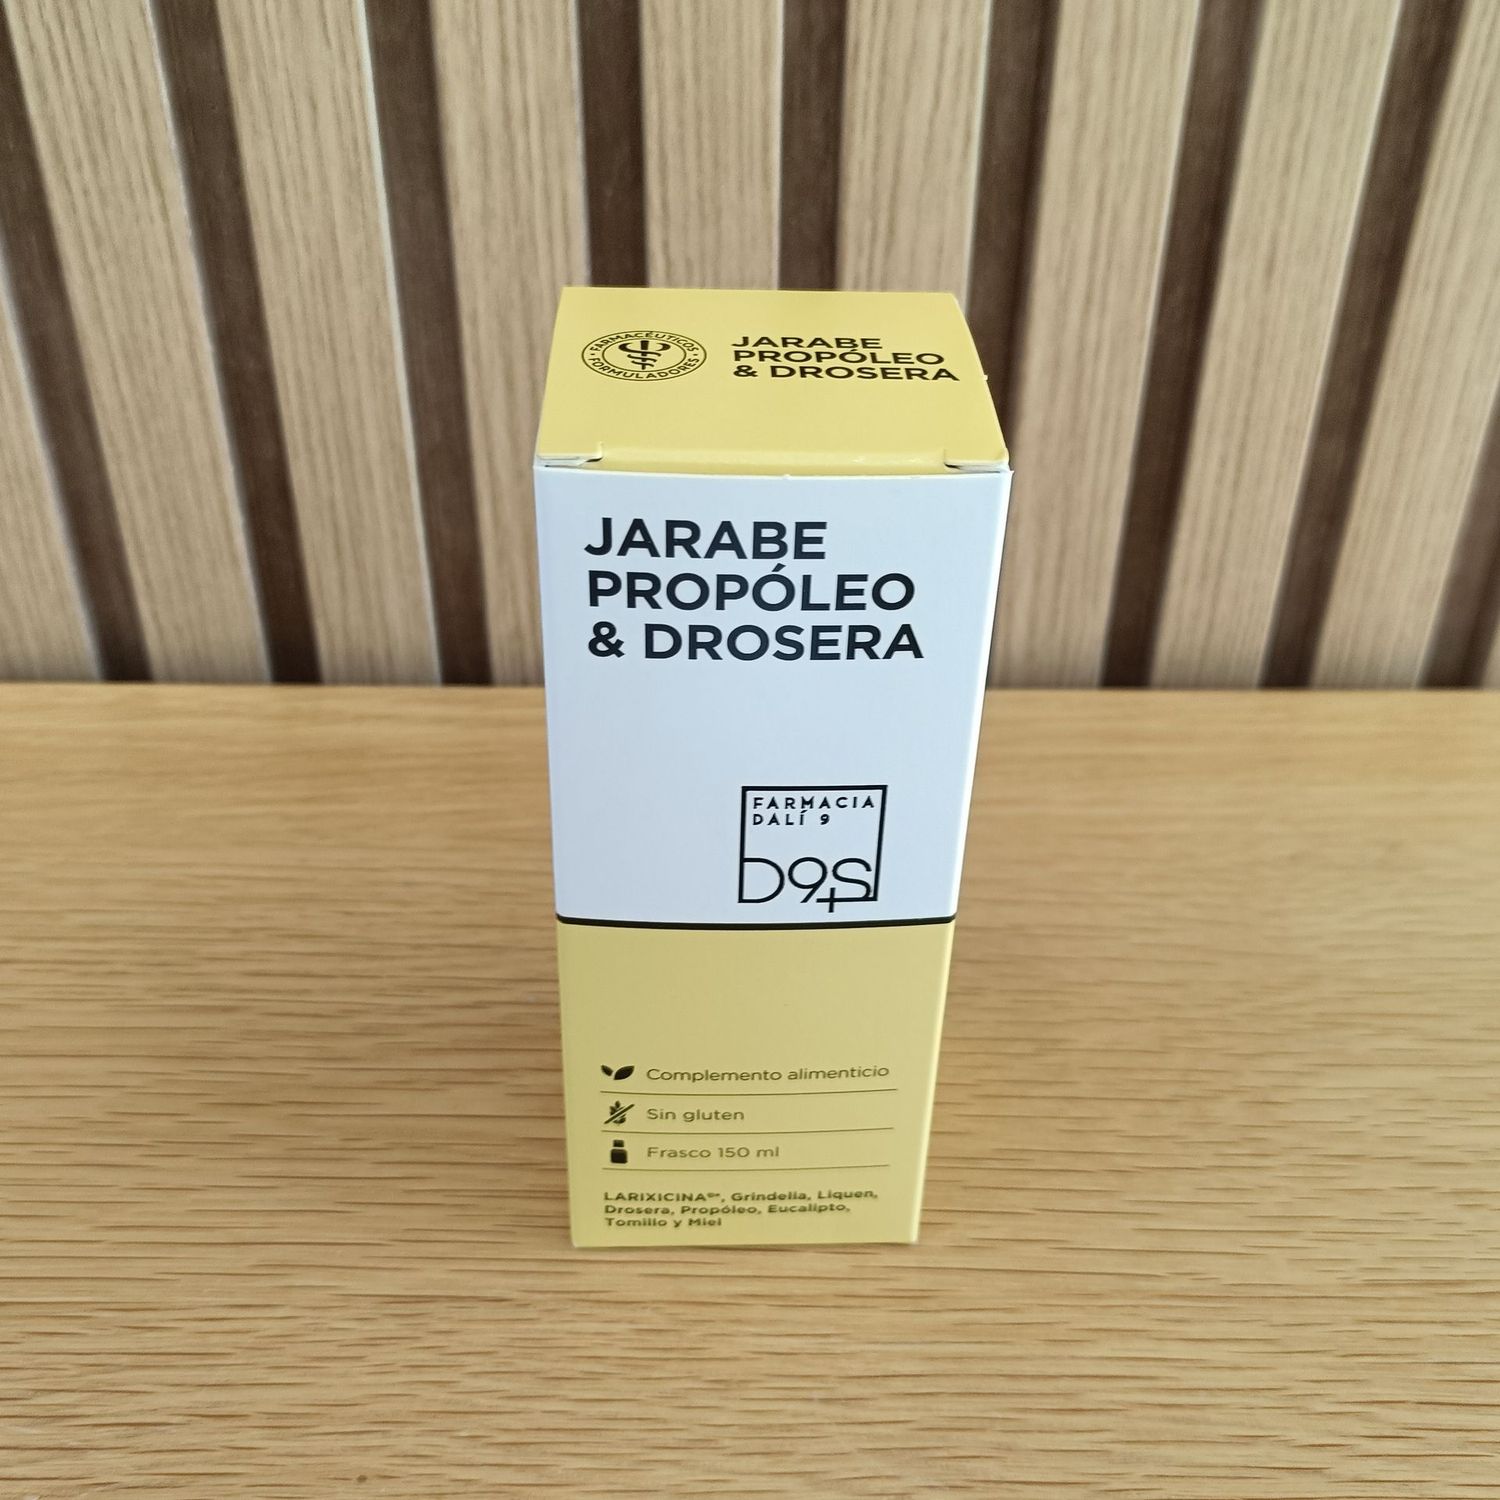 FARMACÉUTICOS
FORMULADORES
JARABE
PROPÓLEO
& DROSERA
JARABE
PROPÓLEO
& DROSERA
FARMACIA
DALÍ 9
D9S
Complemento alimenticio
Sin gluten
Frasco 150 ml
LARIXICINA, Grindelia, Liquen,
Drosera, Propóleo, Eucalipto,
Tomillo y Miel